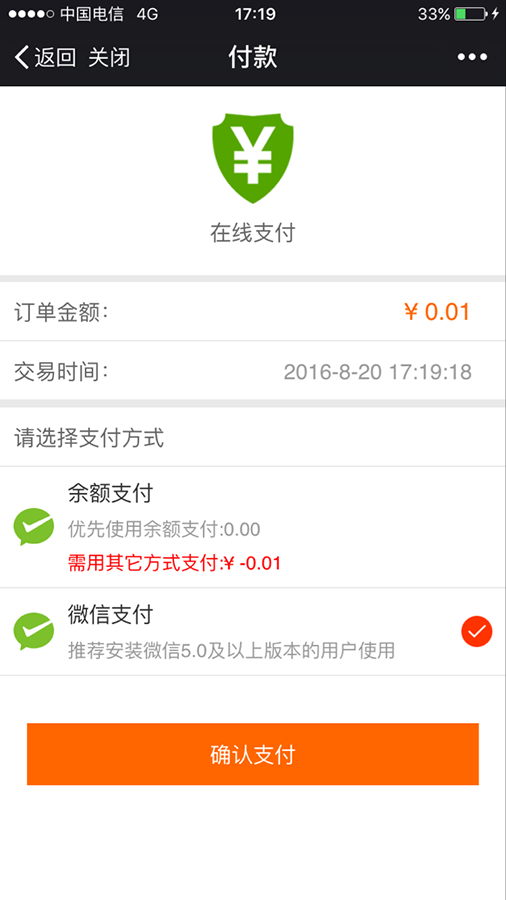 中国电信 4G 17:19 33%
返回 关闭 付款
¥
在线支付
订单金额: ¥ 0.01
交易时间: 2016-8-20 17:19:18
请选择支付方式
余额支付
优先使用余额支付:0.00
需用其它方式支付:¥ -0.01
微信支付
推荐安装微信5.0及以上版本的用户使用
确认支付